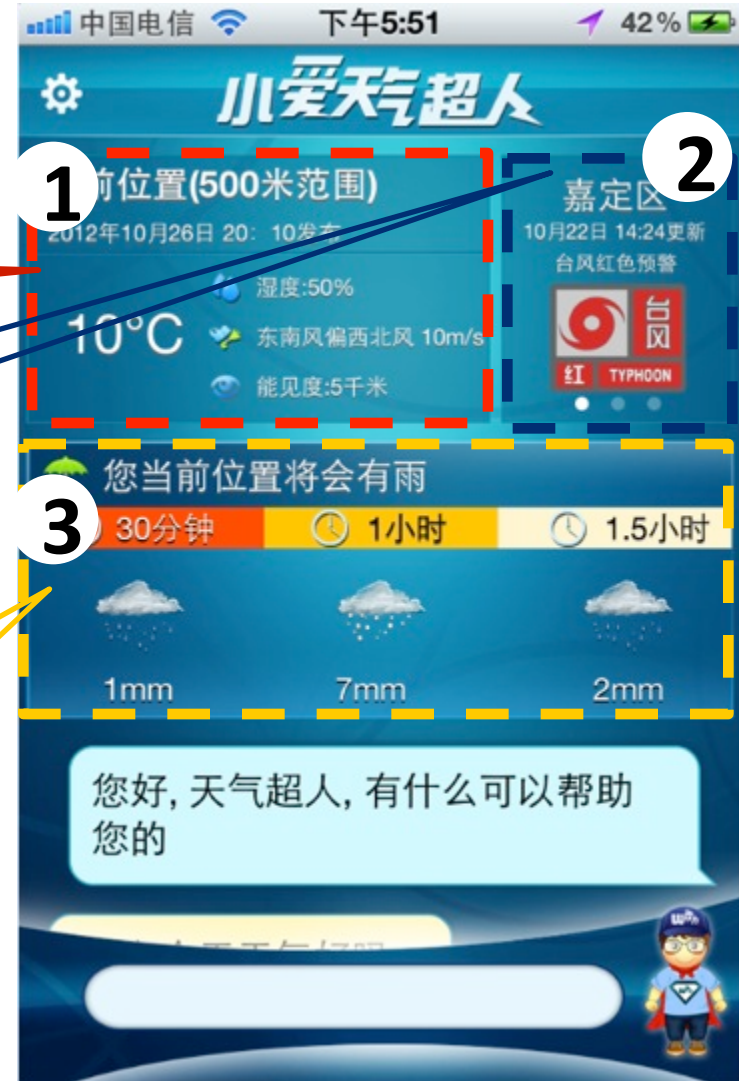 中国电信 下午5:51 42%
小爱天气超人
1 前位置(500米范围)
2012年10月26日 20：10发布
湿度:50%
10°C
东南风偏西北风 10m/s
能见度:5千米
2
嘉定区
10月22日 14:24更新
台风红色预警
台风
红 TYPHOON
您当前位置将会有雨
3
30分钟 1小时 1.5小时
1mm 7mm 2mm
您好, 天气超人, 有什么可以帮助
您的